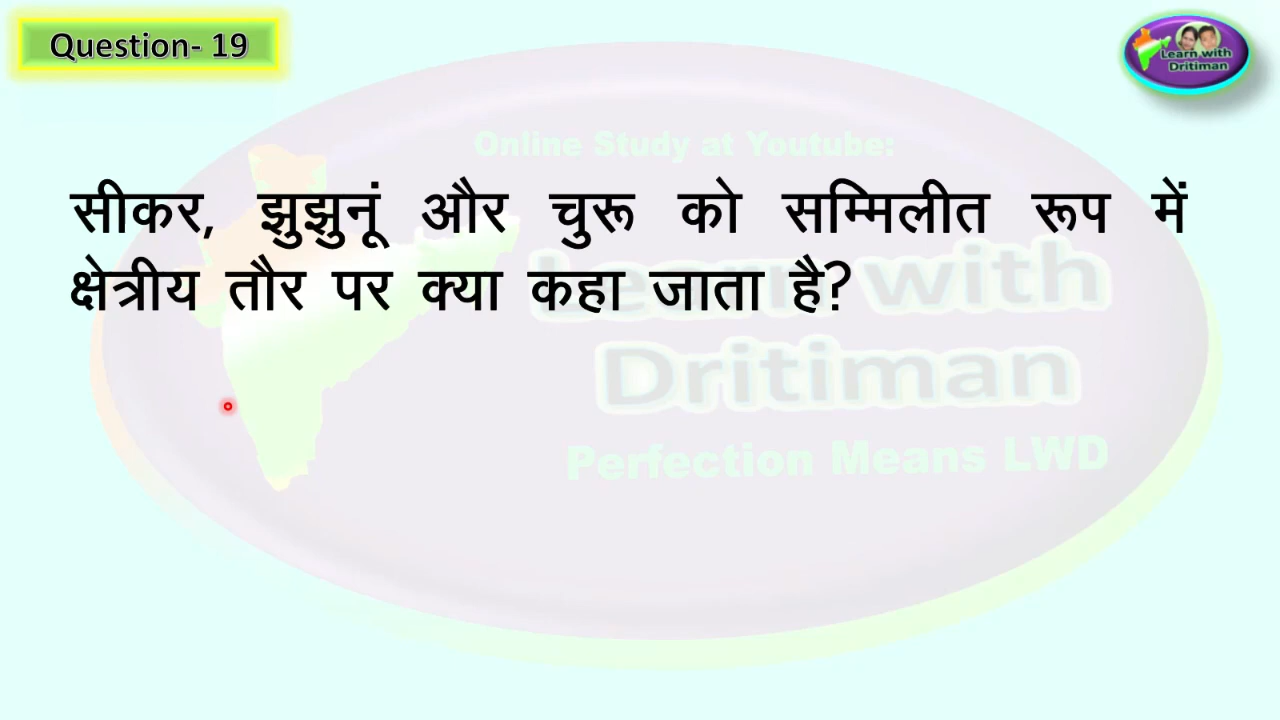 Question- 19
Learn with
Dritiman
Online Study at Youtube:
सीकर, झुझुनूं और चुरू को सम्मिलीत रूप में
क्षेत्रीय तौर पर क्या कहा जाता है?
Learn with
Dritiman
Perfection Means LWD